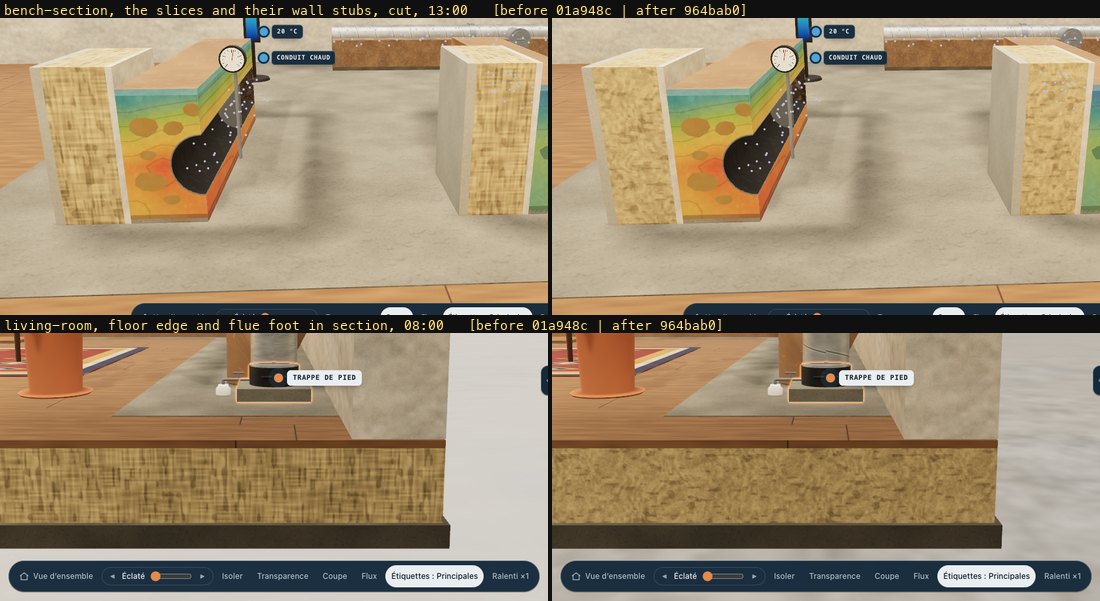 bench-section, the slices and their wall stubs, cut, 13:00 [before 01a948c | after 964bab0]
20 °C
CONDUIT CHAUD
20 °C
CONDUIT CHAUD
living-room, floor edge and flue foot in section, 08:00 [before 01a948c | after 964bab0]
TRAPPE DE PIED
TRAPPE DE PIED
Vue d'ensemble ◄ Éclaté ► Isoler Transparence Coupe Flux Étiquettes : Principales Ralenti ×1
Vue d'ensemble ◄ Éclaté ► Isoler Transparence Coupe Flux Étiquettes : Principales Ralenti ×1